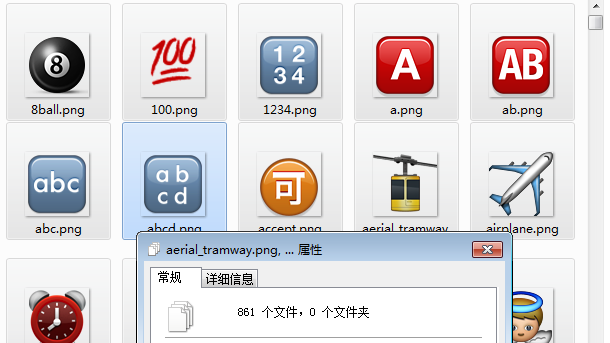 8
100
1 2
3 4
A
AB
8ball.png
100.png
1234.png
a.png
ab.png
abc
a b
c d
可
abc.png
abcd.png
accept.png
aerial_tramway
airplane.png
aerial_tramway.png, ... 属性
常规
详细信息
861 个文件，0 个文件夹